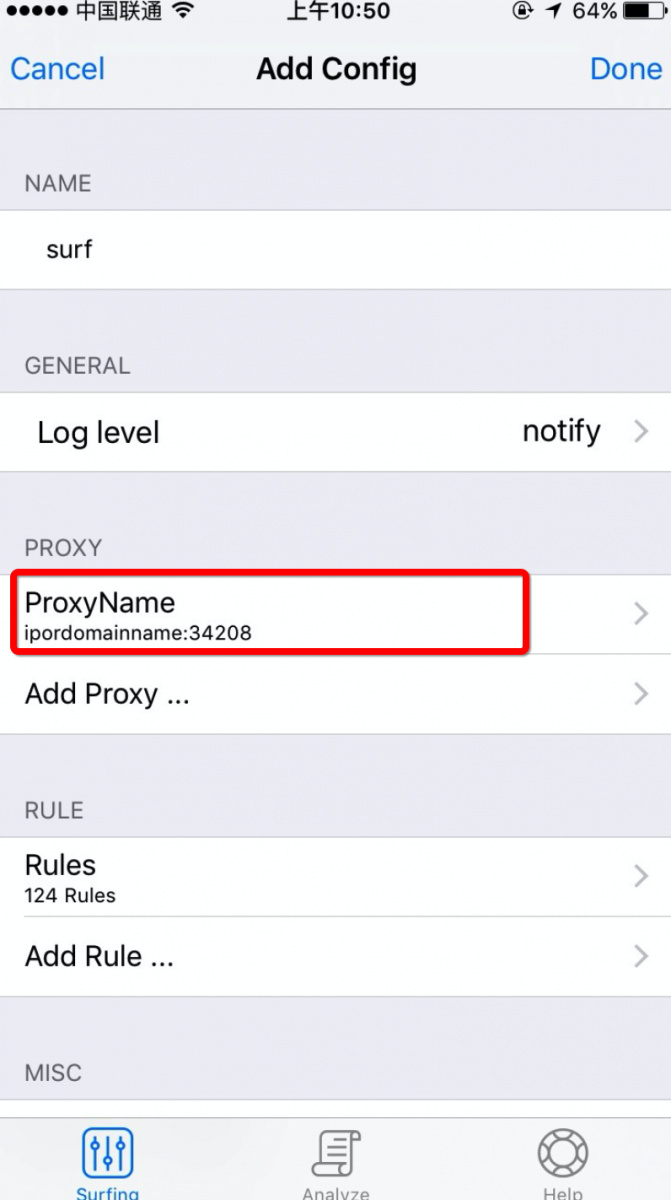 中国联通 上午10:50 64%
Cancel Add Config Done
NAME
surf
GENERAL
Log level notify
PROXY
ProxyName
ipordomainname:34208
Add Proxy ...
RULE
Rules
124 Rules
Add Rule ...
MISC
Surfing Analyze Help